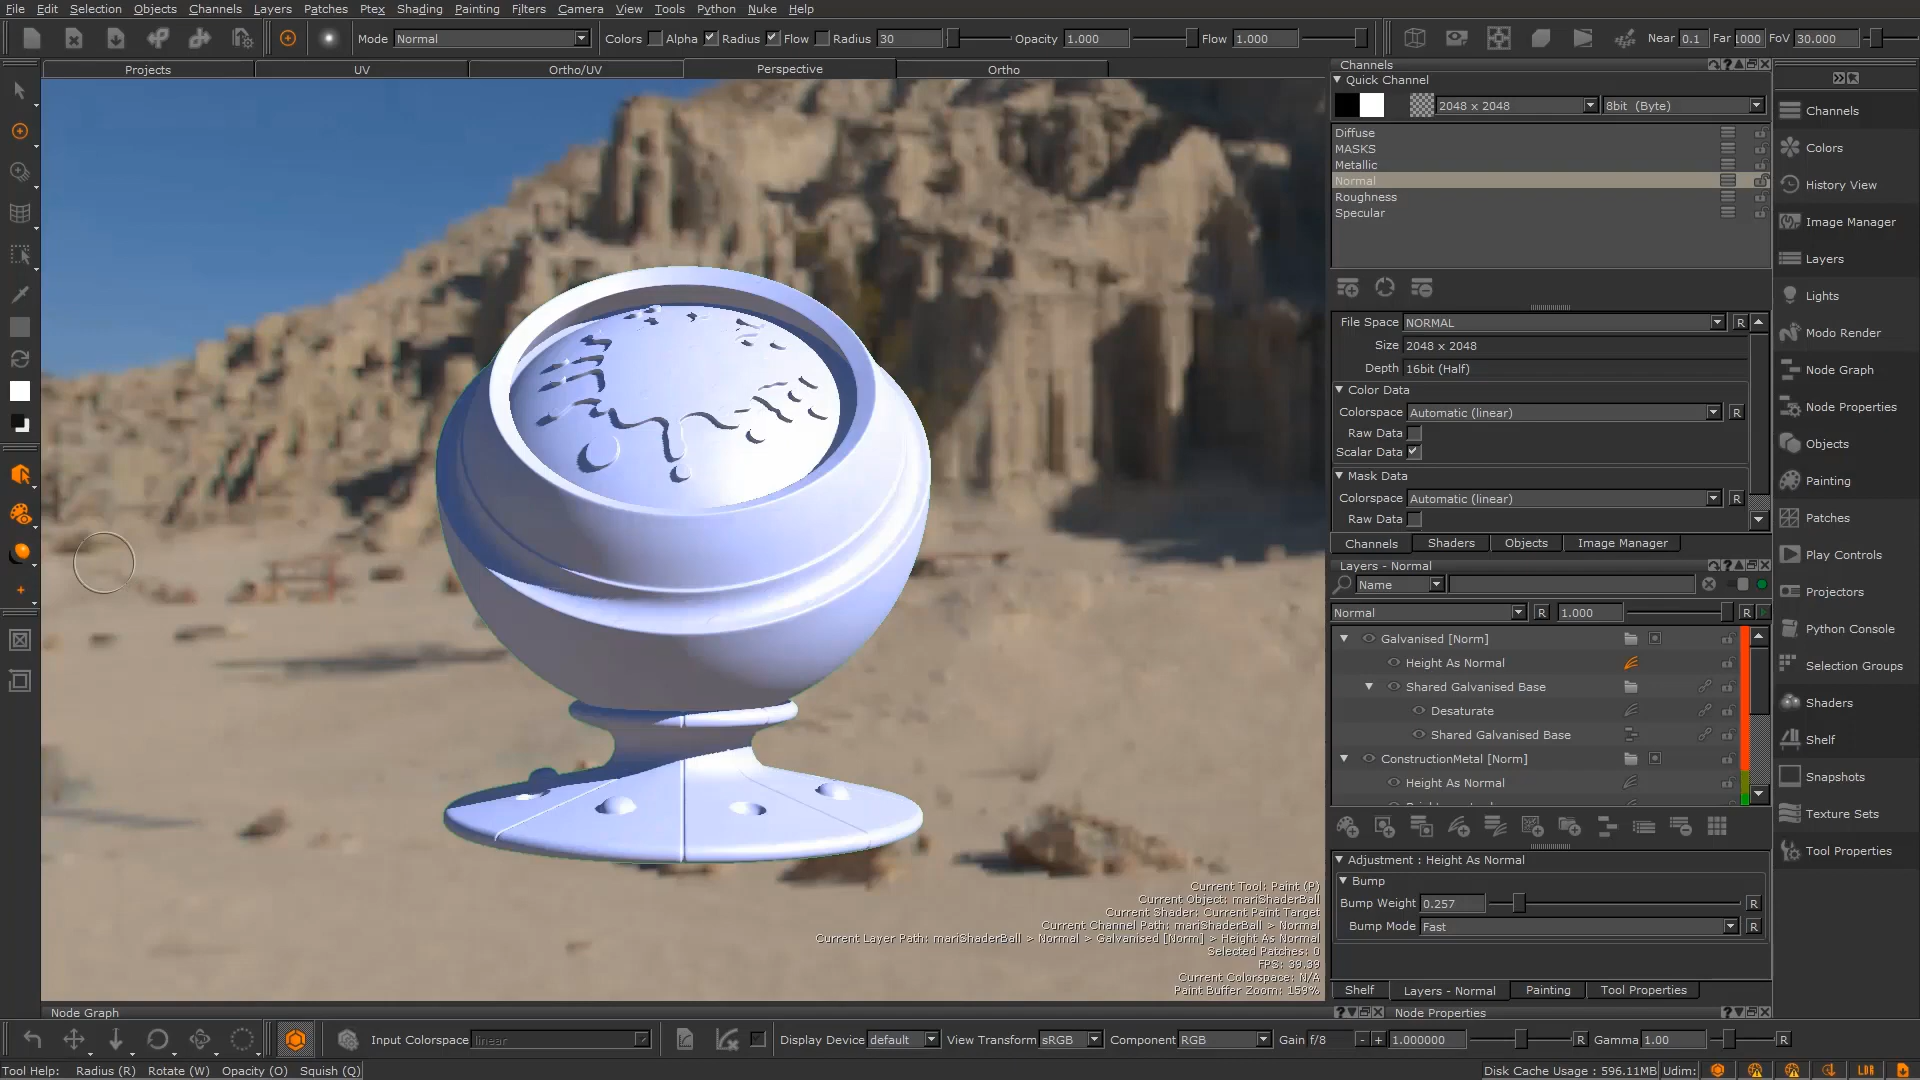 File Edit Selection Objects Channels Layers Patches Ptex Shading Painting Filters Camera View Tools Python Nuke Help
Mode Normal Colors Alpha Radius Flow Radius 30 Opacity 1.000 Flow 1.000 Near 0.1 Far 1000 FoV 30.000
Projects UV Ortho/UV Perspective Ortho
Channels
Quick Channel
2048 x 2048 8bit (Byte)
Diffuse
MASKS
Metallic
Normal
Roughness
Specular
File Space NORMAL R
Size 2048 x 2048
Depth 16bit (Half)
Color Data
Colorspace Automatic (linear) R
Raw Data
Scalar Data
Mask Data
Colorspace Automatic (linear) R
Raw Data
Channels Shaders Objects Image Manager
Layers - Normal
Name
Normal R 1.000 R
Galvanised [Norm]
Height As Normal
Shared Galvanised Base
Desaturate
Shared Galvanised Base
ConstructionMetal [Norm]
Height As Normal
Adjustment : Height As Normal
Bump
Bump Weight 0.257 R
Bump Mode Fast R
Shelf Layers - Normal Painting Tool Properties
Channels
Colors
History View
Image Manager
Layers
Lights
Modo Render
Node Graph
Node Properties
Objects
Painting
Patches
Play Controls
Projectors
Python Console
Selection Groups
Shaders
Shelf
Snapshots
Texture Sets
Tool Properties
Current Tool: Paint (P)
Current Object: mariShaderBall
Current Shader: Current Paint Target
Current Channel Path: mariShaderBall > Normal
Current Layer Path: mariShaderBall > Normal > Galvanised [Norm] > Height As Normal
Selected Patches: 0
FPS: 39.39
Current Colorspace: N/A
Paint Buffer Zoom: 159%
Node Graph Node Properties
Input Colorspace linear Display Device default View Transform sRGB Component RGB Gain f/8 - + 1.000000 R Gamma 1.00 R
Tool Help: Radius (R) Rotate (W) Opacity (O) Squish (Q) Disk Cache Usage : 596.11MB Udim: LDR